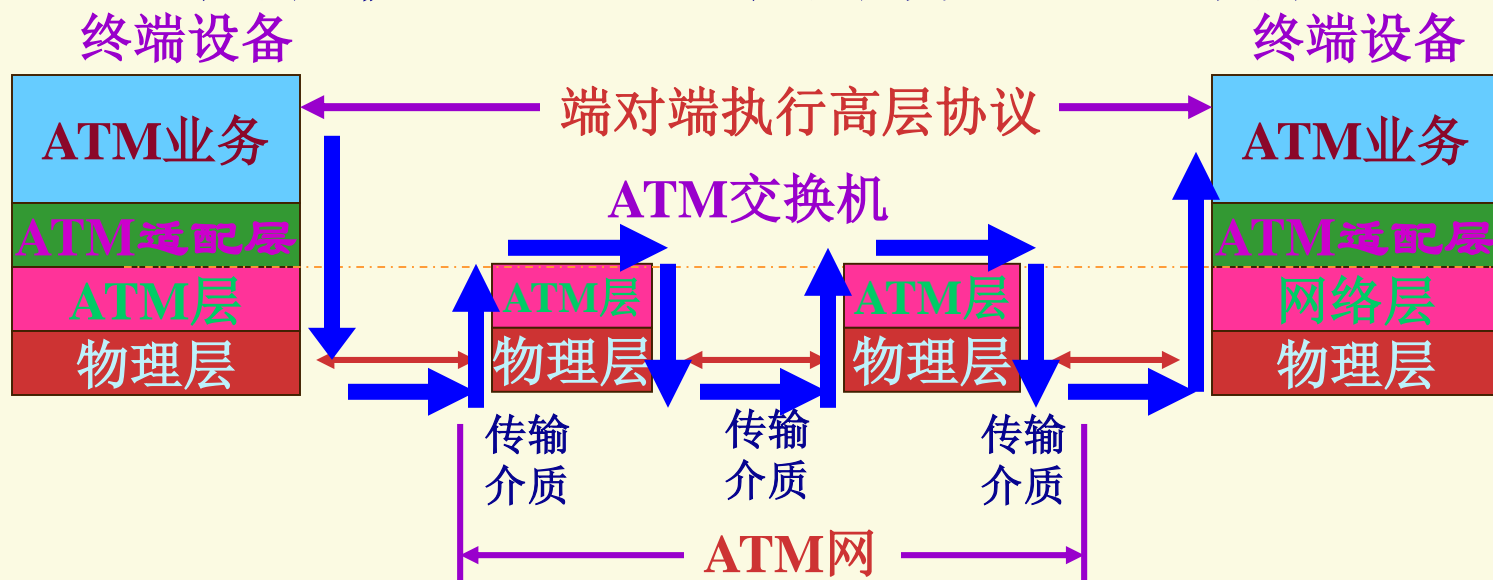 终端设备
终端设备
端对端执行高层协议
ATM业务
ATM业务
ATM交换机
ATM适配层
ATM适配层
ATM层
ATM层
ATM层
网络层
物理层
物理层
物理层
物理层
传输
介质
传输
介质
传输
介质
ATM网